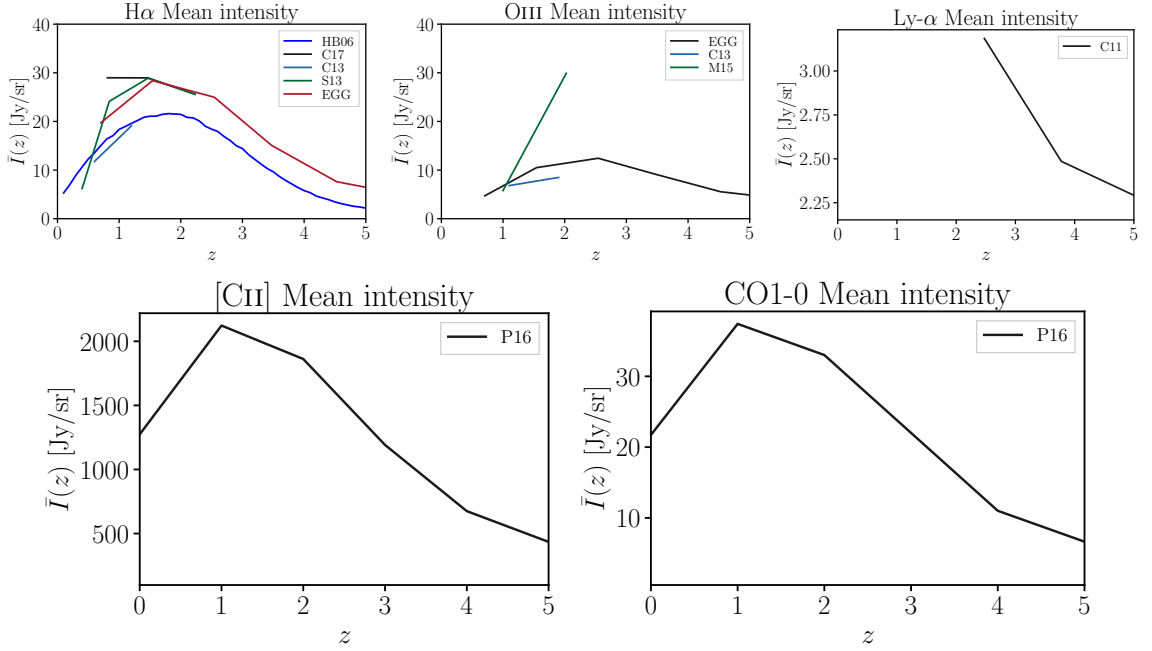 Hα Mean intensity
40
30
20
10
0
Ī(z) [Jy/sr]
HB06
C17
C13
S13
EGG
0 1 2 3 4 5
z
OIII Mean intensity
40
30
20
10
0
Ī(z) [Jy/sr]
EGG
C13
M15
0 1 2 3 4 5
z
Ly-α Mean intensity
3.00
2.75
2.50
2.25
Ī(z) [Jy/sr]
C11
0 1 2 3 4 5
z
[CII] Mean intensity
2000
1500
1000
500
Ī(z) [Jy/sr]
P16
0 1 2 3 4 5
z
CO1-0 Mean intensity
30
20
10
Ī(z) [Jy/sr]
P16
0 1 2 3 4 5
z